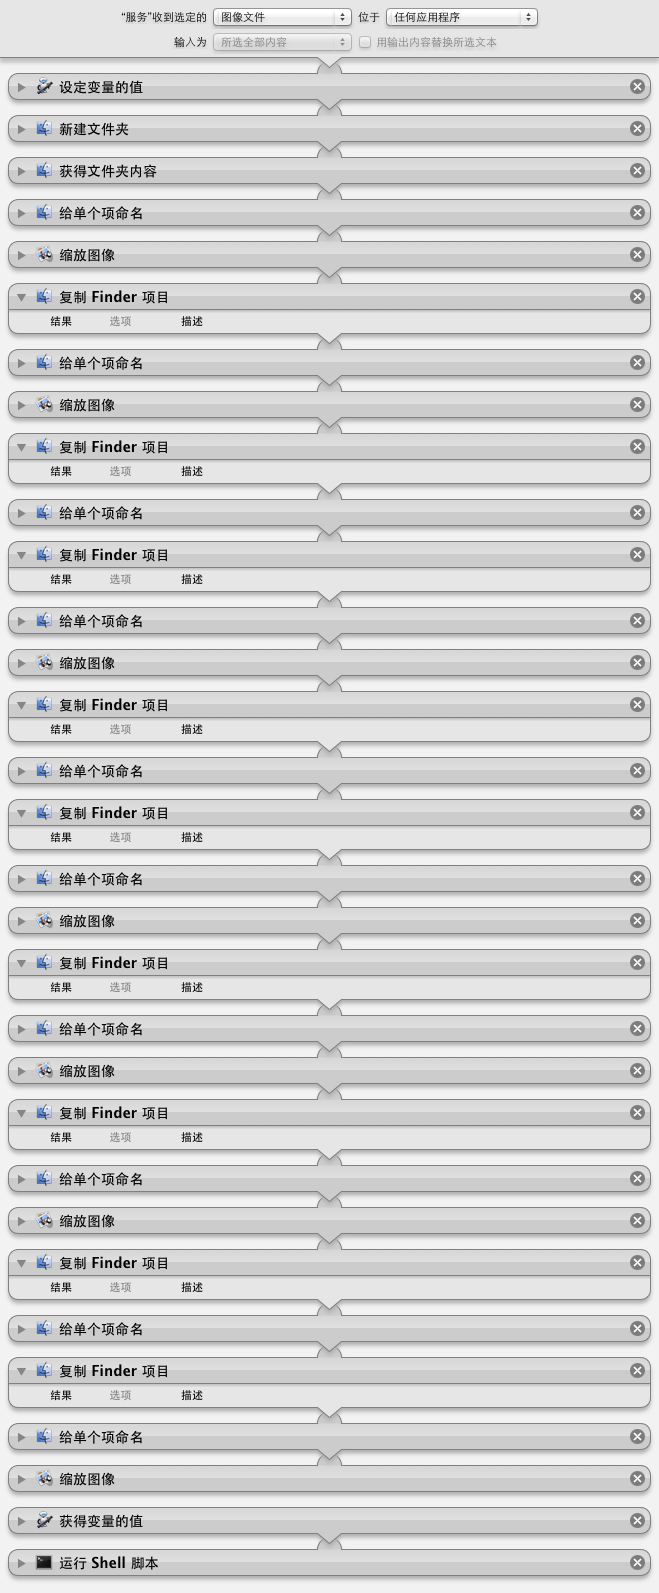 “服务”收到选定的 图像文件 位于 任何应用程序
输入为 所选全部内容 用输出内容替换所选文本
设定变量的值
新建文件夹
获得文件夹内容
给单个项命名
缩放图像
复制 Finder 项目
结果 选项 描述
给单个项命名
缩放图像
复制 Finder 项目
结果 选项 描述
给单个项命名
复制 Finder 项目
结果 选项 描述
给单个项命名
缩放图像
复制 Finder 项目
结果 选项 描述
给单个项命名
复制 Finder 项目
结果 选项 描述
给单个项命名
缩放图像
复制 Finder 项目
结果 选项 描述
给单个项命名
缩放图像
复制 Finder 项目
结果 选项 描述
给单个项命名
缩放图像
复制 Finder 项目
结果 选项 描述
给单个项命名
复制 Finder 项目
结果 选项 描述
给单个项命名
缩放图像
获得变量的值
运行 Shell 脚本